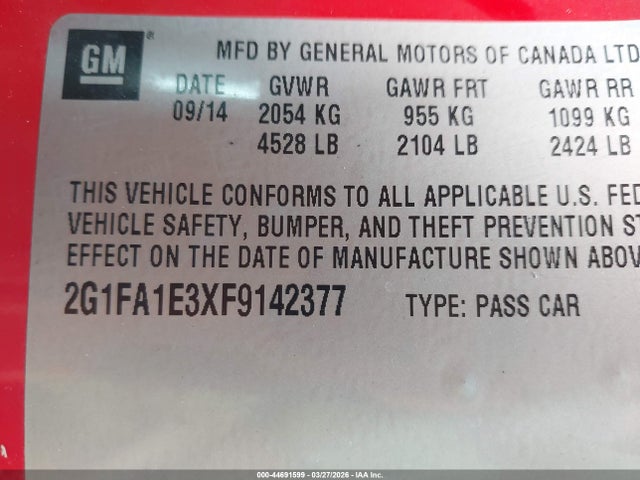 GM
MFD BY GENERAL MOTORS OF CANADA LTD
DATE GVWR GAWR FRT GAWR RR
09/14 2054 KG 955 KG 1099 KG
4528 LB 2104 LB 2424 LB
THIS VEHICLE CONFORMS TO ALL APPLICABLE U.S. FED
VEHICLE SAFETY, BUMPER, AND THEFT PREVENTION ST
EFFECT ON THE DATE OF MANUFACTURE SHOWN ABOV
2G1FA1E3XF9142377 TYPE: PASS CAR
000-44691599 - 03/27/2026 - IAA Inc.